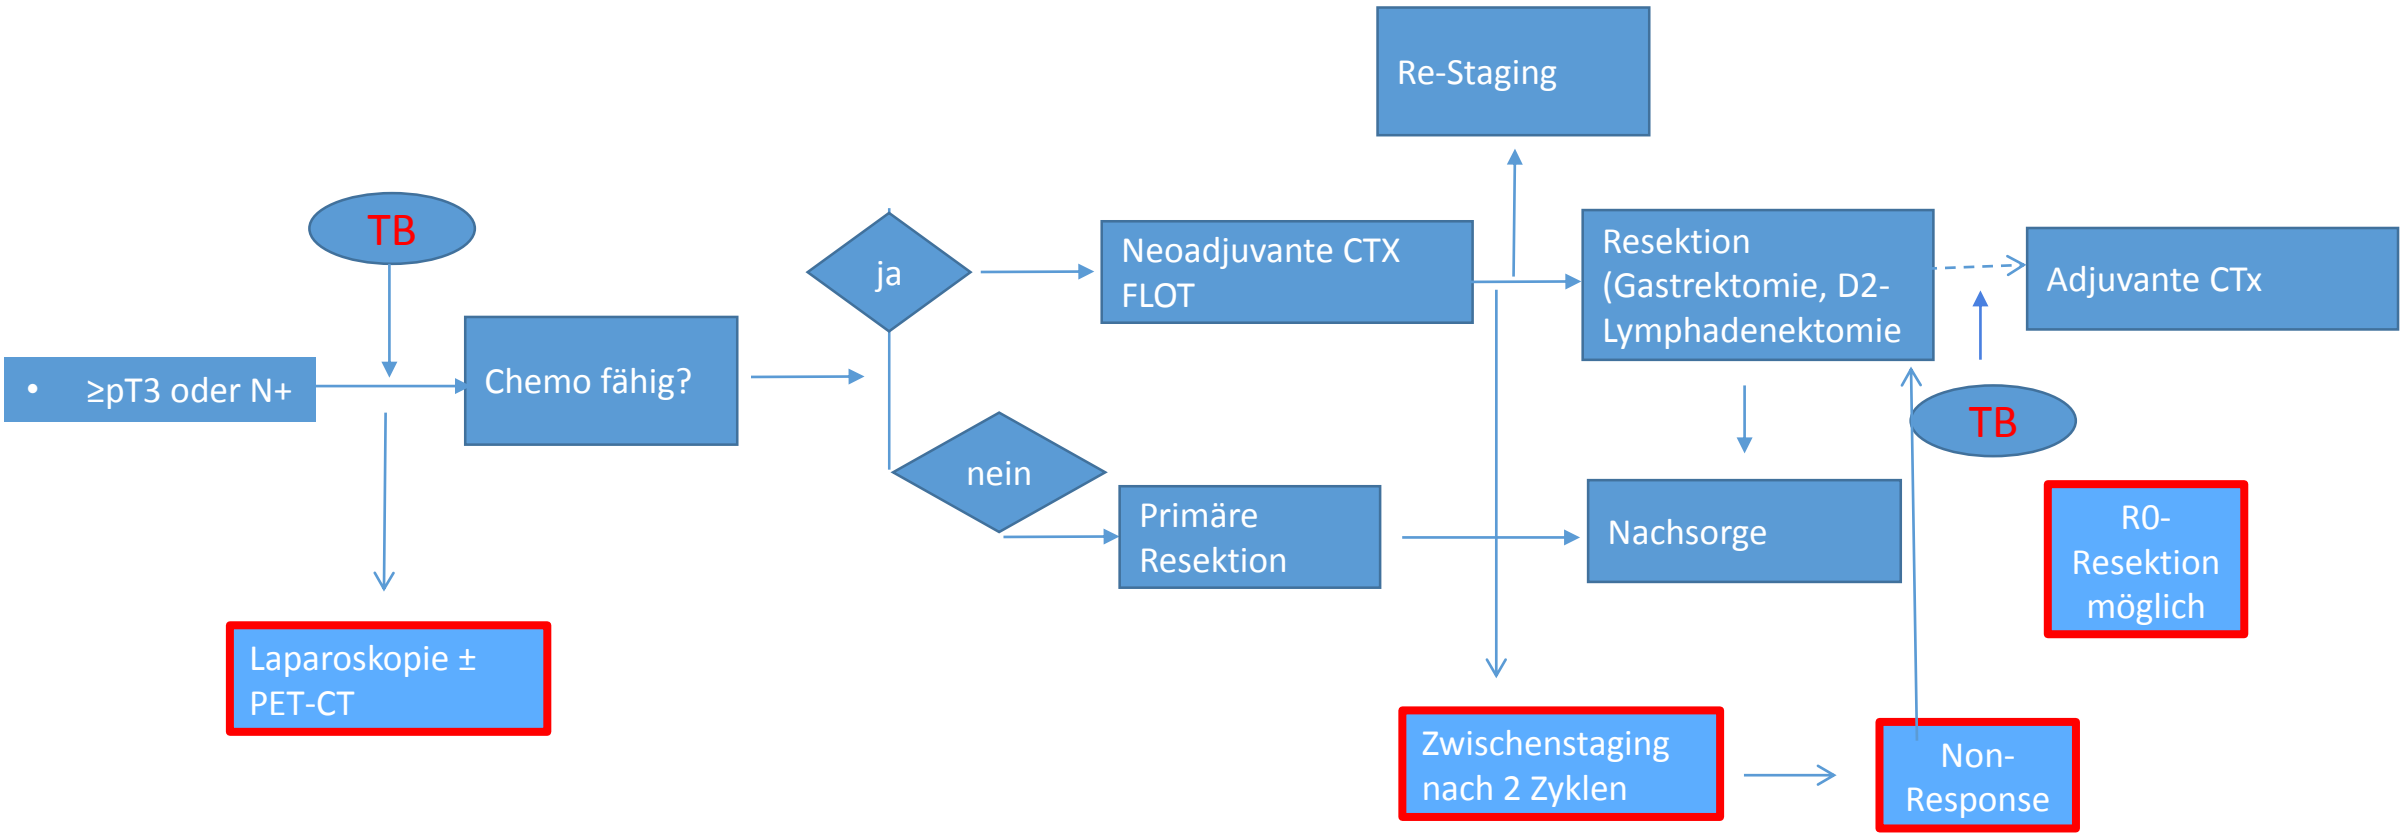 Re-Staging
TB
ja
Neoadjuvante CTX
FLOT
Resektion
(Gastrektomie, D2-
Lymphadenektomie
Adjuvante CTx
• ≥pT3 oder N+
Chemo fähig?
TB
nein
Primäre
Resektion
Nachsorge
R0-
Resektion
möglich
Laparoskopie ±
PET-CT
Zwischenstaging
nach 2 Zyklen
Non-
Response